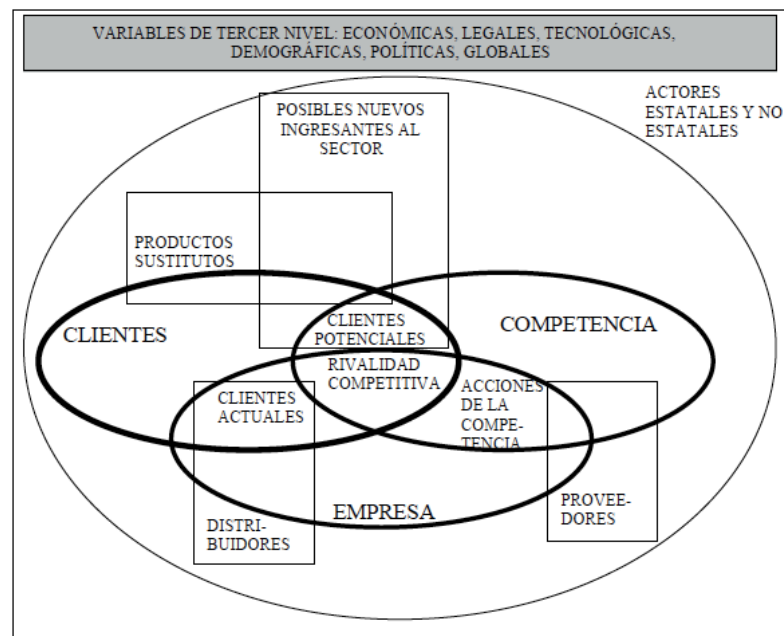 VARIABLES DE TERCER NIVEL: ECONÓMICAS, LEGALES, TECNOLÓGICAS,
DEMOGRÁFICAS, POLÍTICAS, GLOBALES
ACTORES
ESTATALES Y NO
ESTATALES
POSIBLES NUEVOS
INGRESANTES AL
SECTOR
PRODUCTOS
SUSTITUTOS
CLIENTES
CLIENTES
POTENCIALES
COMPETENCIA
RIVALIDAD
COMPETITIVA
CLIENTES
ACTUALES
ACCIONES
DE LA
COMPE-
TENCIA
EMPRESA
DISTRI-
BUIDORES
PROVEE-
DORES